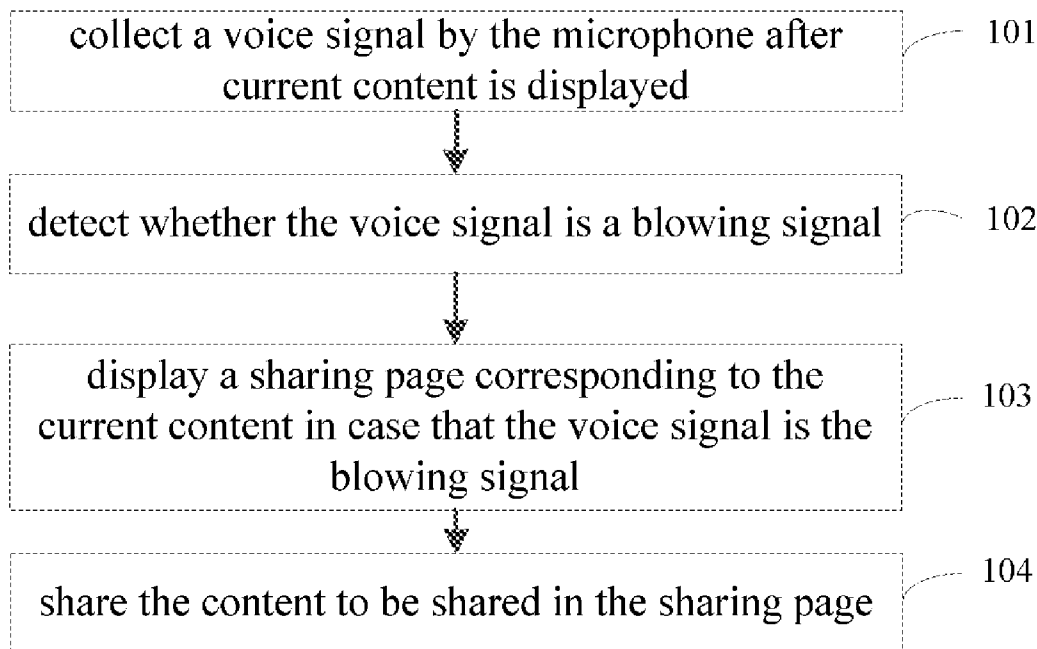 collect a voice signal by the microphone after
current content is displayed
101
detect whether the voice signal is a blowing signal
102
display a sharing page corresponding to the
current content in case that the voice signal is the
blowing signal
103
share the content to be shared in the sharing page
104